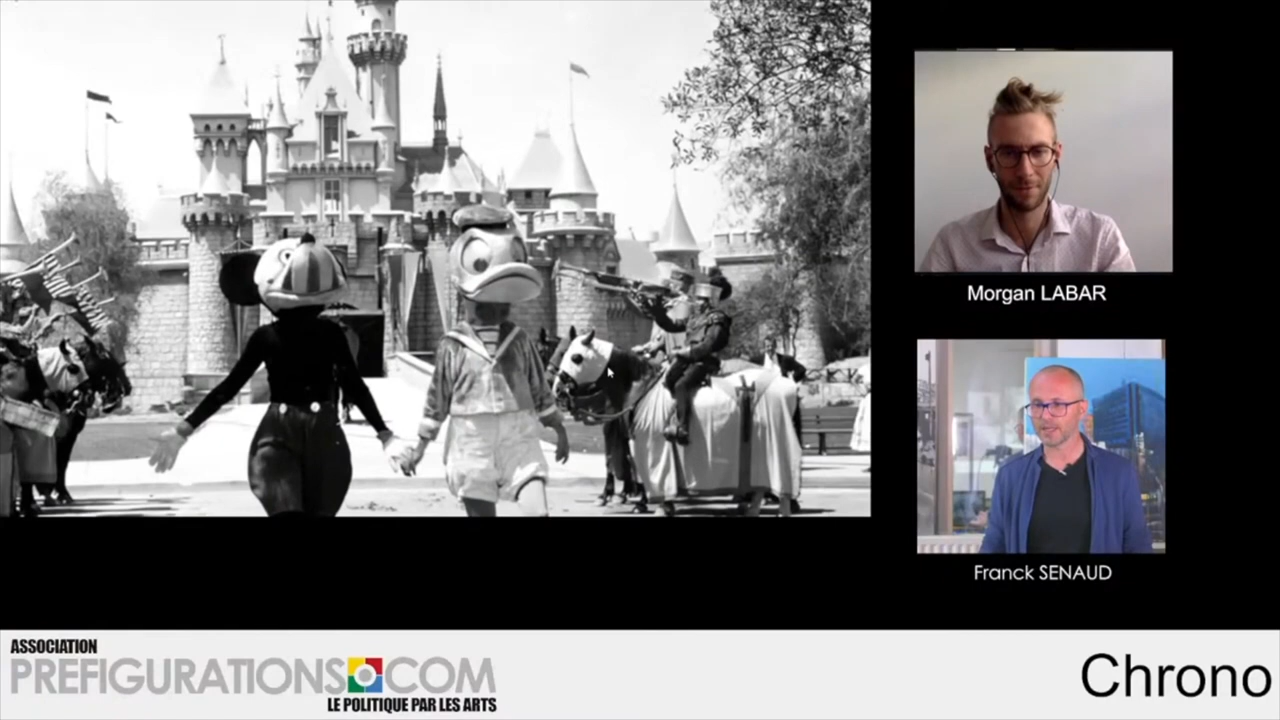 Morgan LABAR
Franck SENAUD
ASSOCIATION
PREFIGURATIONS.COM
LE POLITIQUE PAR LES ARTS
Chrono